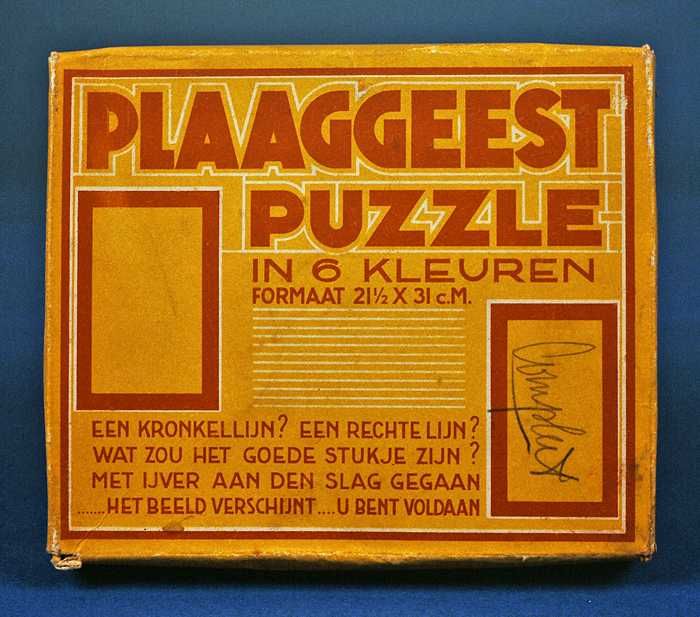 PLAAGGEEST
PUZZLE
IN 6 KLEUREN
FORMAAT 21½ X 31 c.M.
Compleet
EEN KRONKELLIJN? EEN RECHTE LIJN?
WAT ZOU HET GOEDE STUKJE ZIJN?
MET IJVER AAN DEN SLAG GEGAAN
.......HET BEELD VERSCHIJNT....U BENT VOLDAAN